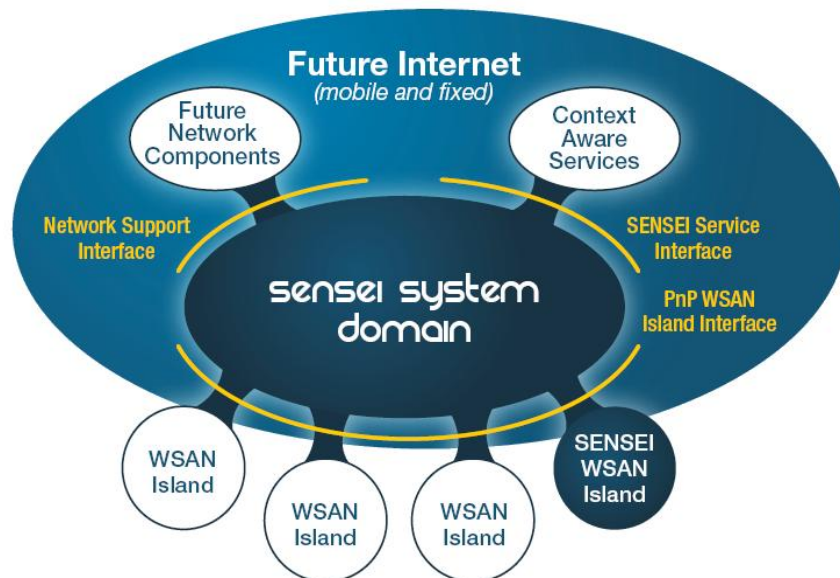 Future Internet
(mobile and fixed)
Future
Network
Components
Context
Aware
Services
Network Support
Interface
SENSEI Service
Interface
sensei system
domain
PnP WSAN
Island Interface
WSAN
Island
WSAN
Island
WSAN
Island
SENSEI
WSAN
Island